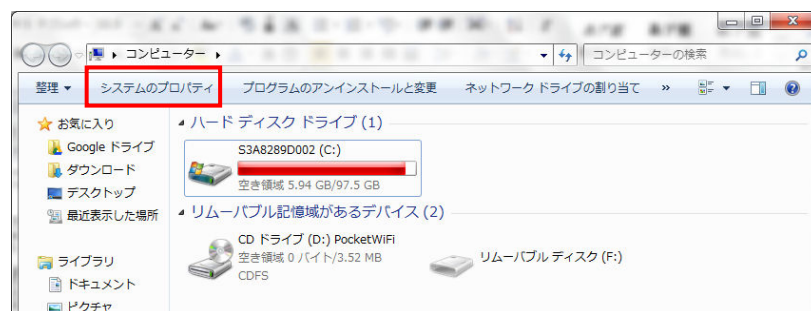 コンピューター
コンピューターの検索
整理
システムのプロパティ
プログラムのアンインストールと変更
ネットワーク ドライブの割り当て
»
お気に入り
Google ドライブ
ダウンロード
デスクトップ
最近表示した場所
ライブラリ
ドキュメント
ピクチャ
ハード ディスク ドライブ (1)
S3A8289D002 (C:)
空き領域 5.94 GB/97.5 GB
リムーバブル記憶域があるデバイス (2)
CD ドライブ (D:) PocketWiFi
空き領域 0 バイト/3.52 MB
CDFS
リムーバブル ディスク (F:)